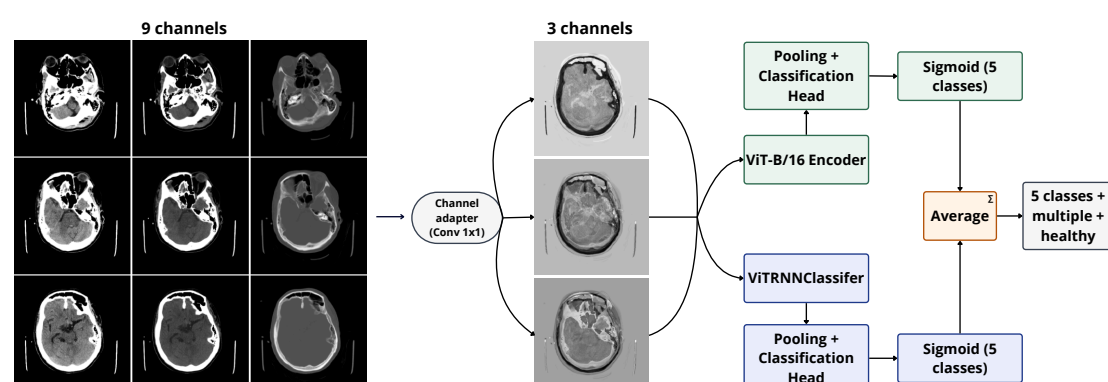 9 channels
3 channels
Channel
adapter
(Conv 1x1)
Pooling +
Classification
Head
Sigmoid (5
classes)
ViT-B/16 Encoder
Σ
Average
5 classes +
multiple +
healthy
ViTRNNClassifer
Pooling +
Classification
Head
Sigmoid (5
classes)